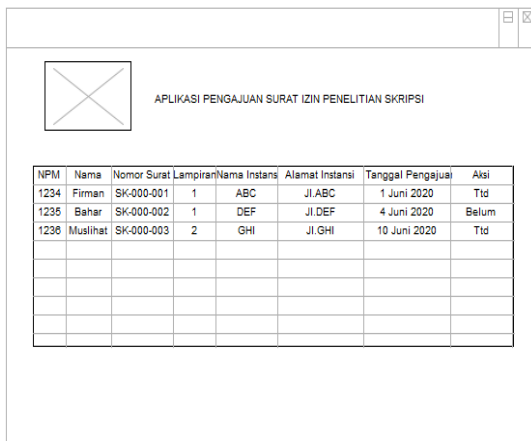 APLIKASI PENGAJUAN SURAT IZIN PENELITIAN SKRIPSI
NPM Nama Nomor Surat Lampiran Nama Instans Alamat Instansi Tanggal Pengajua Aksi
1234 Firman SK-000-001 1 ABC Jl.ABC 1 Juni 2020 Ttd
1235 Bahar SK-000-002 1 DEF Jl.DEF 4 Juni 2020 Belum
1236 Muslihat SK-000-003 2 GHI Jl.GHI 10 Juni 2020 Ttd